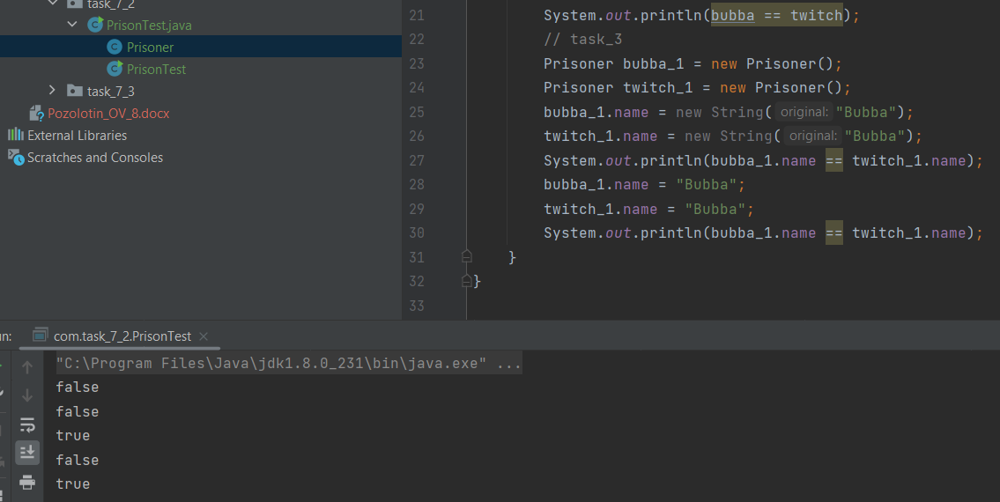 task_7_2
PrisonTest.java
Prisoner
PrisonTest
task_7_3
Pozolotin_OV_8.docx
External Libraries
Scratches and Consoles
21 System.out.println(bubba == twitch);
22 // task_3
23 Prisoner bubba_1 = new Prisoner();
24 Prisoner twitch_1 = new Prisoner();
25 bubba_1.name = new String( original: "Bubba");
26 twitch_1.name = new String( original: "Bubba");
27 System.out.println(bubba_1.name == twitch_1.name);
28 bubba_1.name = "Bubba";
29 twitch_1.name = "Bubba";
30 System.out.println(bubba_1.name == twitch_1.name);
31 }
32 }
33
un: com.task_7_2.PrisonTest
"C:\Program Files\Java\jdk1.8.0_231\bin\java.exe" ...
false
false
true
false
true